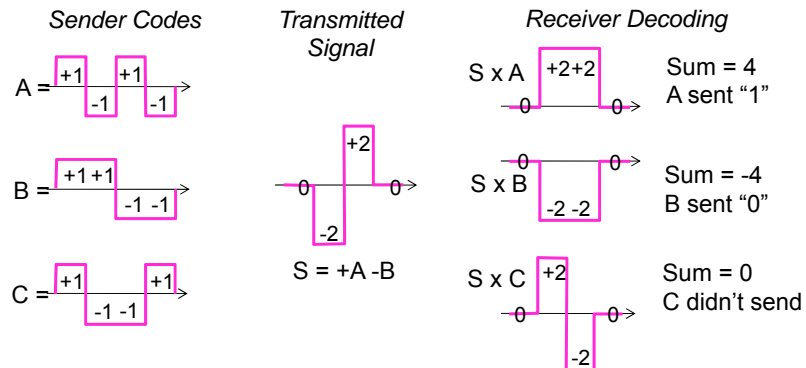 Sender Codes
A =
+1
-1
+1
-1
B =
+1 +1
-1 -1
C =
+1
-1 -1
+1
Transmitted
Signal
0
-2
+2
0
S = +A -B
Receiver Decoding
S x A
0
+2+2
0
Sum = 4
A sent “1”
S x B
0
-2 -2
0
Sum = -4
B sent “0”
S x C
0
+2
-2
0
Sum = 0
C didn’t send